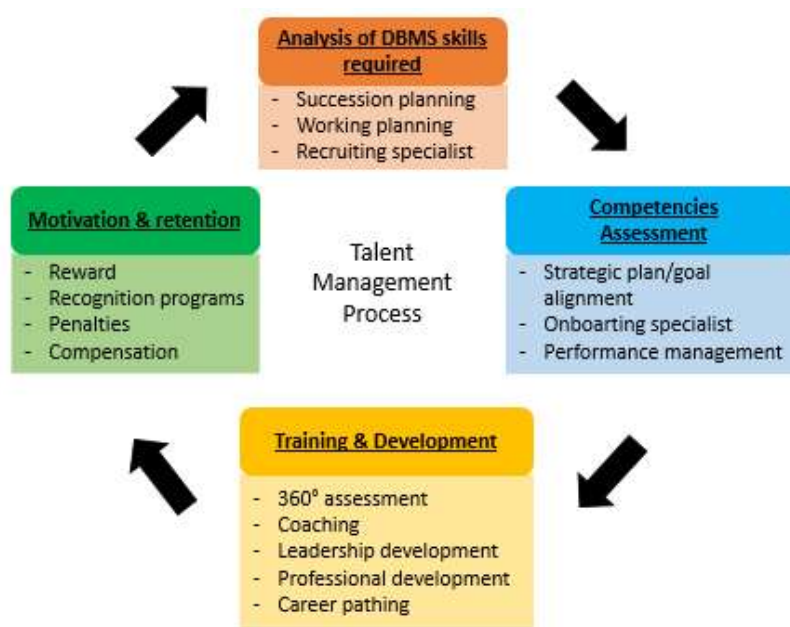 Analysis of DBMS skills
required
- Succession planning
- Working planning
- Recruiting specialist
Motivation & retention
- Reward
- Recognition programs
- Penalties
- Compensation
Talent
Management
Process
Competencies
Assessment
- Strategic plan/goal
alignment
- Onboarting specialist
- Performance management
Training & Development
- 360° assessment
- Coaching
- Leadership development
- Professional development
- Career pathing